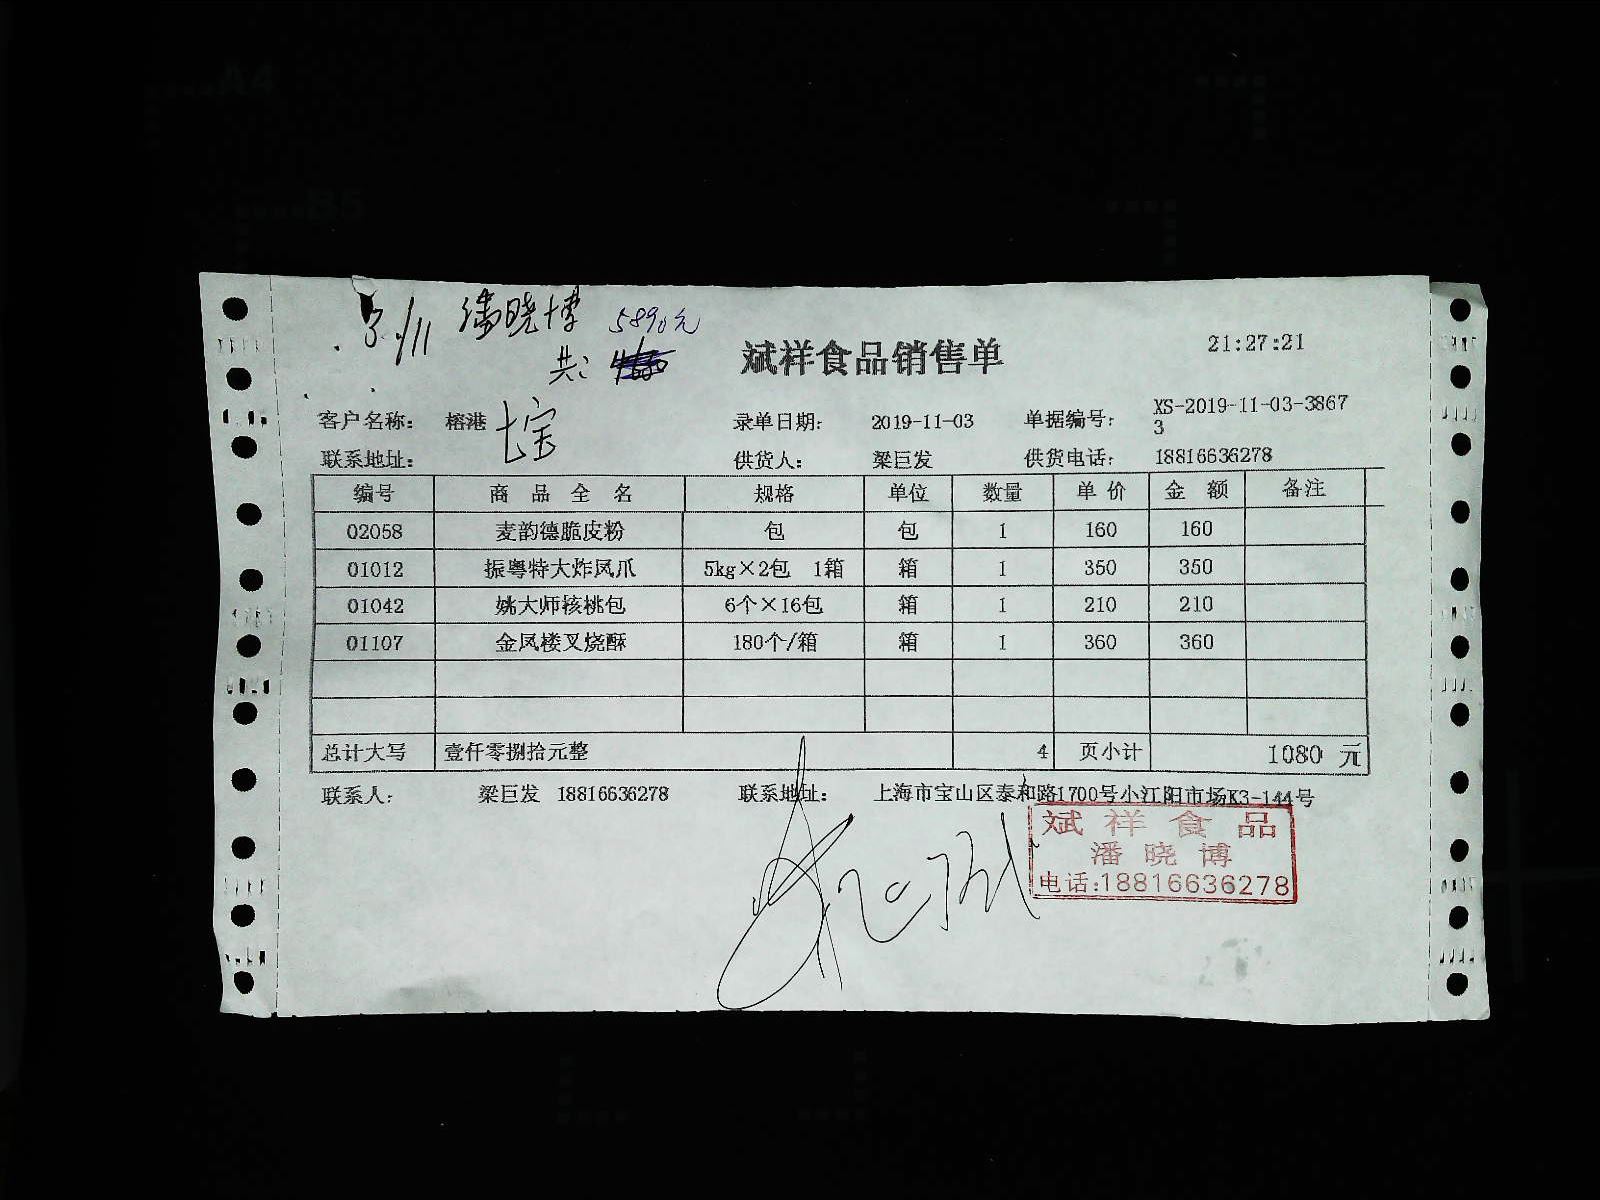 3/11 潘晓博 5890元
共:
斌祥食品销售单 21:27:21
客户名称: 榕港 七宝 录单日期: 2019-11-03 单据编号: XS-2019-11-03-3867
3
联系地址: 供货人: 梁巨发 供货电话: 18816636278
编号 商品全名 规格 单位 数量 单价 金额 备注
02058 麦韵德脆皮粉 包 包 1 160 160
01012 振粤特大炸凤爪 5kg×2包 1箱 箱 1 350 350
01042 姚大师核桃包 6个×16包 箱 1 210 210
01107 金凤楼叉烧酥 180个/箱 箱 1 360 360
总计大写 壹仟零捌拾元整 4 页小计 1080 元
联系人: 梁巨发 18816636278 联系地址: 上海市宝山区泰和路1700号小江阳市场K3-144号
斌祥食品
潘晓博
电话:18816636278